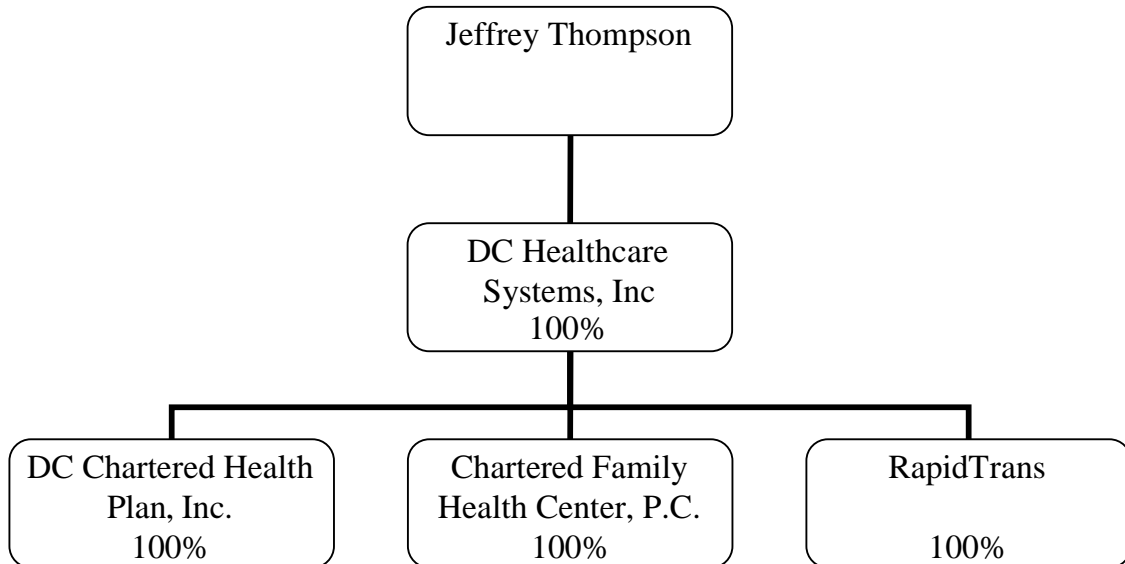 Jeffrey Thompson
DC Healthcare
Systems, Inc
100%
DC Chartered Health
Plan, Inc.
100%
Chartered Family
Health Center, P.C.
100%
RapidTrans
100%